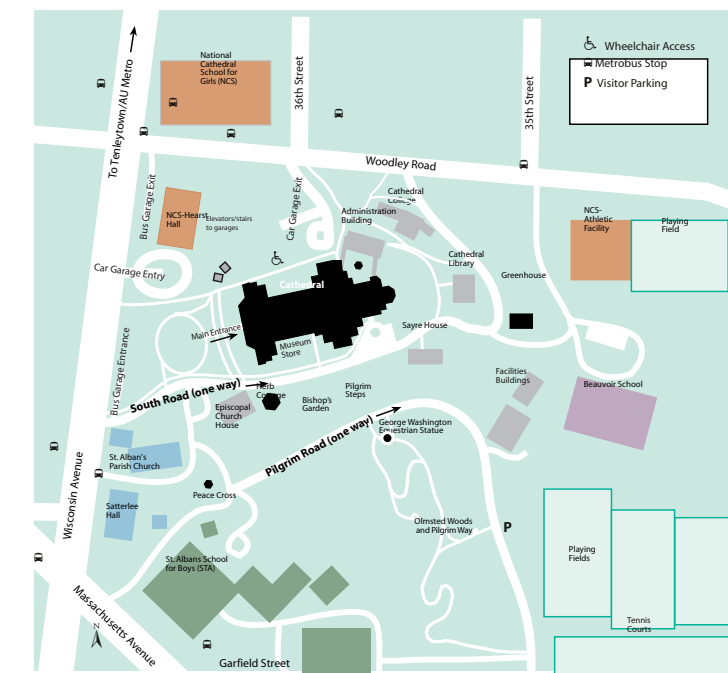 National
Cathedral
School for
Girls (NCS)
36th Street
35th Street
Wheelchair Access
Metrobus Stop
P Visitor Parking
To Tenleytown/AU Metro
Woodley Road
Bus Garage Exit
NCS-Hearst
Hall
Elevators/stairs
to garages
Car Garage Exit
Cathedral
College
Administration
Building
NCS-
Athletic
Facility
Playing
Field
Cathedral
Library
Greenhouse
Car Garage Entry
Cathedral
Main Entrance
Museum
Store
Sayre House
Bus Garage Entrance
South Road (one way)
Herb
Cottage
Bishop's
Garden
Pilgrim
Steps
Facilities
Buildings
Beauvoir School
Episcopal
Church
House
Pilgrim Road (one way)
George Washington
Equestrian Statue
St. Alban's
Parish Church
Peace Cross
Wisconsin Avenue
Satterlee
Hall
Olmsted Woods
and Pilgrim Way
P
St. Albans School
for Boys (STA)
Playing
Fields
Tennis
Courts
Massachusetts Avenue
N
Garfield Street